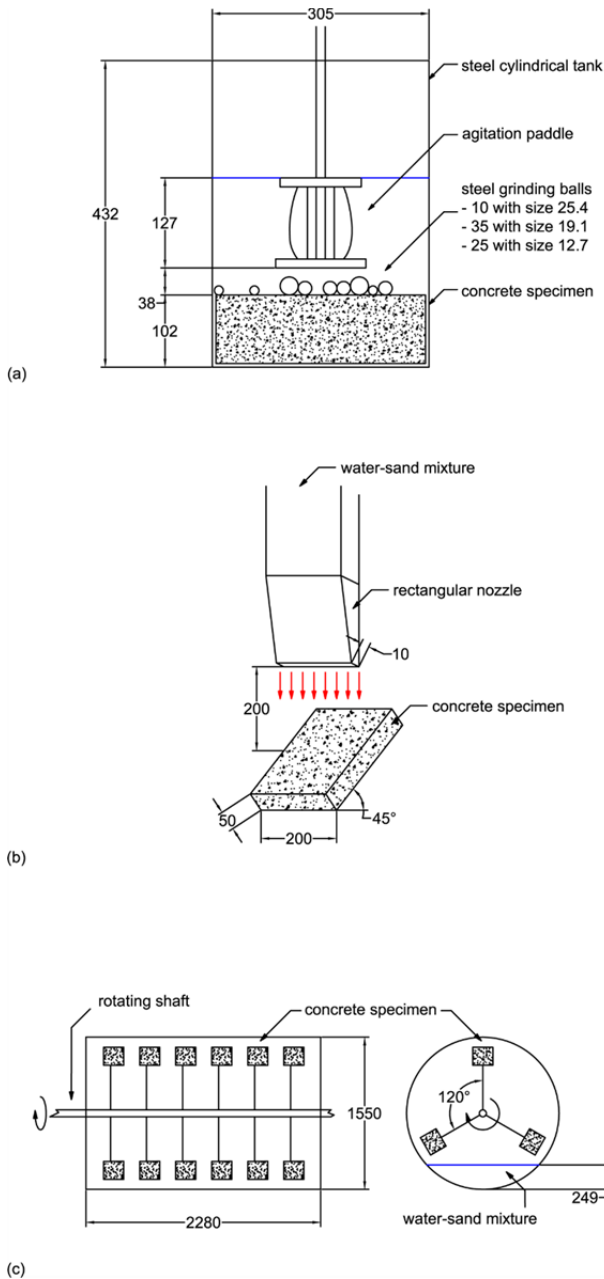 305
steel cylindrical tank
agitation paddle
steel grinding balls
- 10 with size 25.4
- 35 with size 19.1
- 25 with size 12.7
432
127
38
102
concrete specimen
(a)
water-sand mixture
rectangular nozzle
10
200
concrete specimen
50
200
45°
(b)
rotating shaft
concrete specimen
120°
1550
2280
249
water-sand mixture
(c)